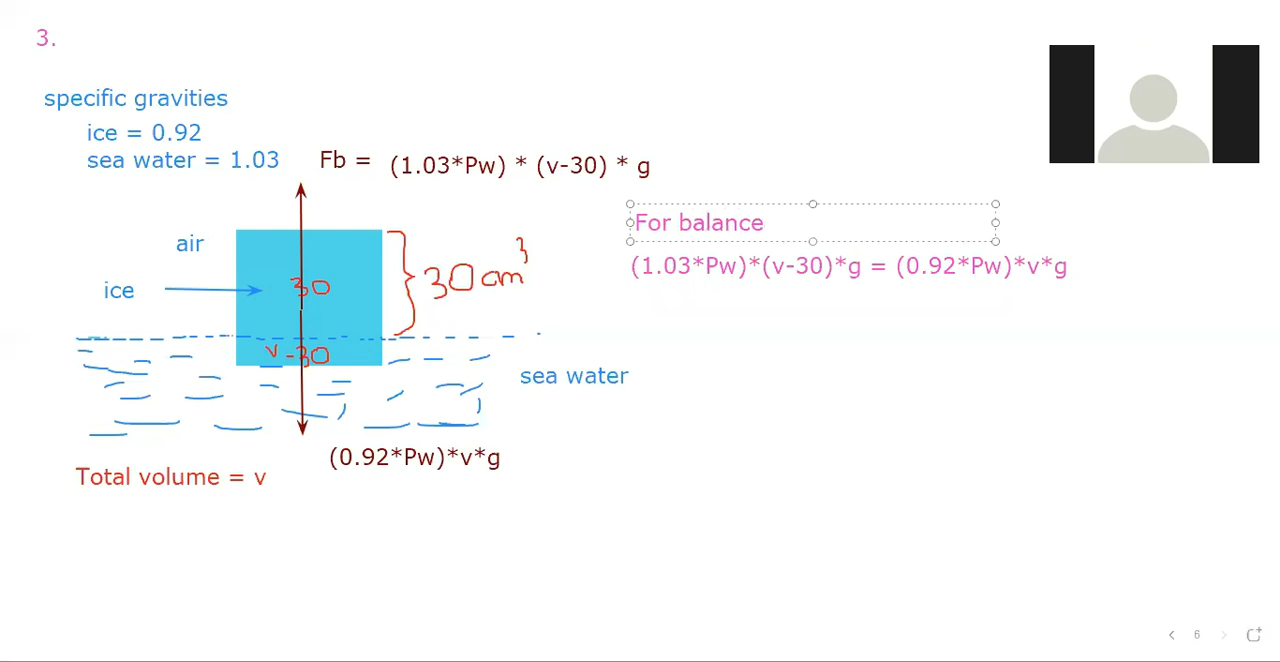 3.
specific gravities
ice = 0.92
sea water = 1.03
Fb = (1.03*Pw) * (v-30) * g
For balance
air
(1.03*Pw)*(v-30)*g = (0.92*Pw)*v*g
ice
30
30 cm³
v-30
sea water
(0.92*Pw)*v*g
Total volume = v
6